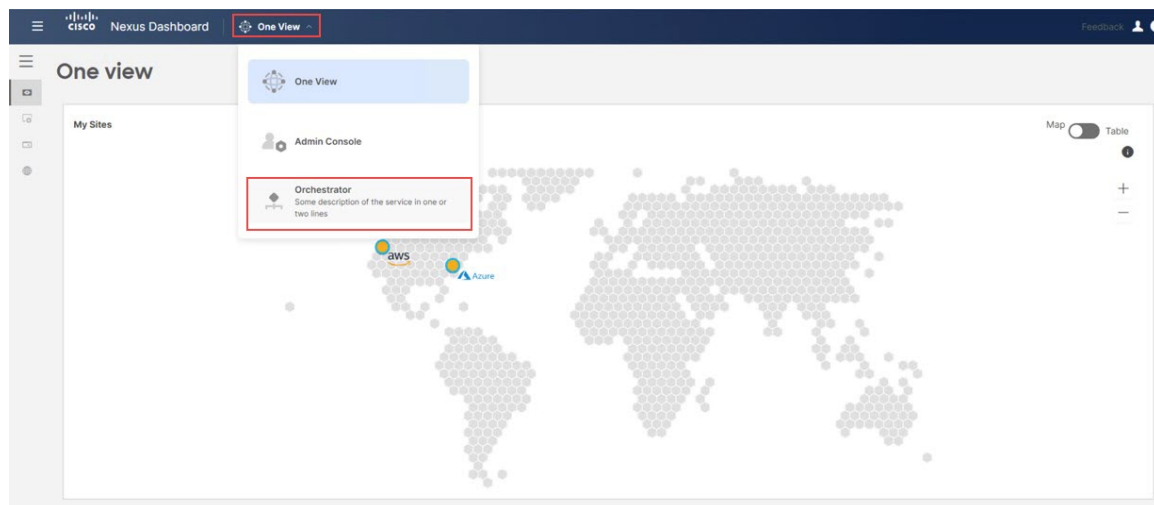 CISCO Nexus Dashboard One View Feedback
One view
One View
My Sites
Map Table
Admin Console
Orchestrator
Some description of the service in one or
two lines
aws
Azure